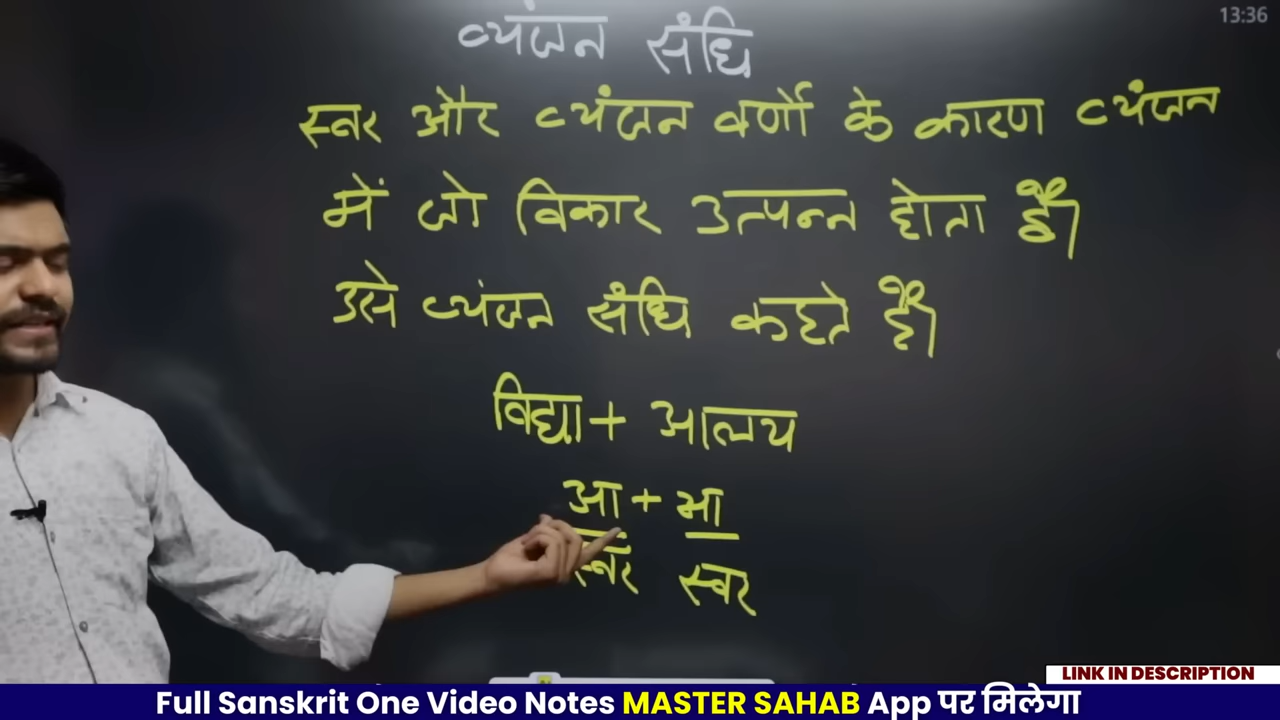 13:36
व्यंजन संधि
स्वर और व्यंजन वर्णों के कारण व्यंजन
में जो विकार उत्पन्न होता है।
उसे व्यंजन संधि कहते हैं।
विद्या + आलय
आ + आ
स्वर स्वर
LINK IN DESCRIPTION
Full Sanskrit One Video Notes MASTER SAHAB App पर मिलेगा